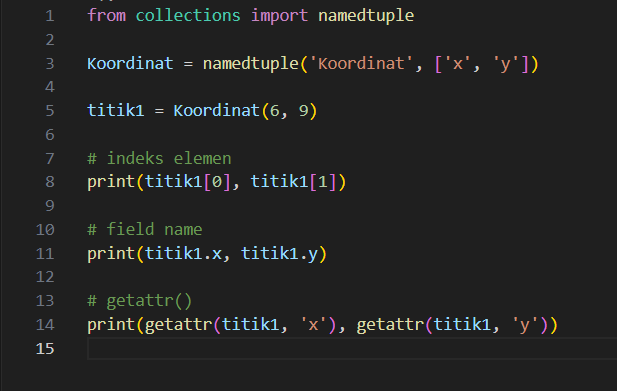 1 from collections import namedtuple
2
3 Koordinat = namedtuple('Koordinat', ['x', 'y'])
4
5 titik1 = Koordinat(6, 9)
6
7 # indeks elemen
8 print(titik1[0], titik1[1])
9
10 # field name
11 print(titik1.x, titik1.y)
12
13 # getattr()
14 print(getattr(titik1, 'x'), getattr(titik1, 'y'))
15